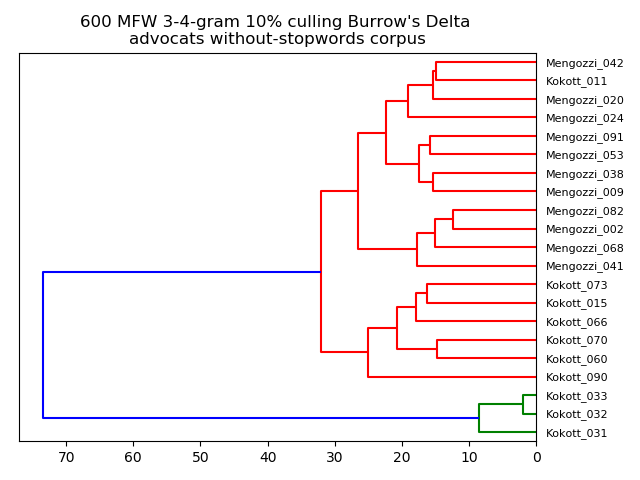 600 MFW 3-4-gram 10% culling Burrow's Delta
advocats without-stopwords corpus
Mengozzi_042
Kokott_011
Mengozzi_020
Mengozzi_024
Mengozzi_091
Mengozzi_053
Mengozzi_038
Mengozzi_009
Mengozzi_082
Mengozzi_002
Mengozzi_068
Mengozzi_041
Kokott_073
Kokott_015
Kokott_066
Kokott_070
Kokott_060
Kokott_090
Kokott_033
Kokott_032
Kokott_031
70 60 50 40 30 20 10 0